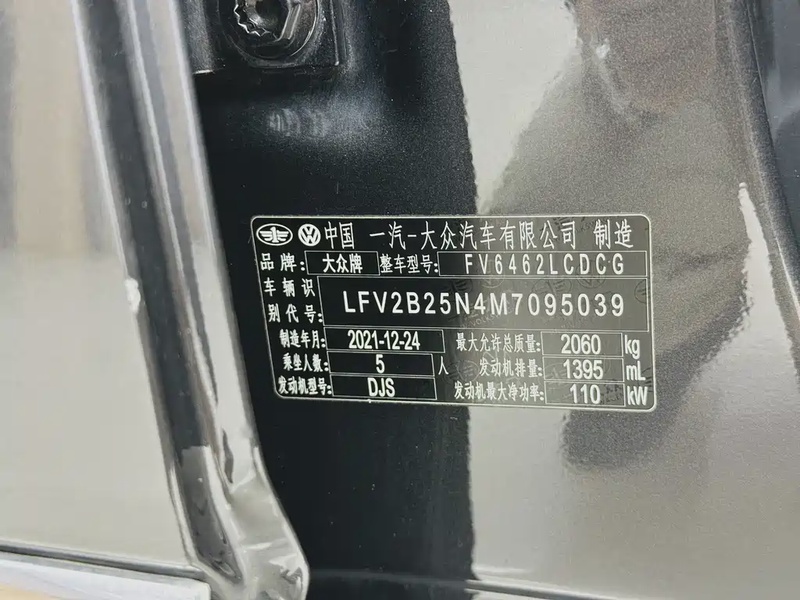 中国 一汽-大众汽车有限公司 制造
品牌: 大众牌 整车型号: FV6462LCDCG
车辆识别代号: LFV2B25N4M7095039
制造年月: 2021-12-24 最大允许总质量: 2060 kg
乘坐人数: 5 人 发动机排量: 1395 mL
发动机型号: DJS 发动机最大净功率: 110 kW